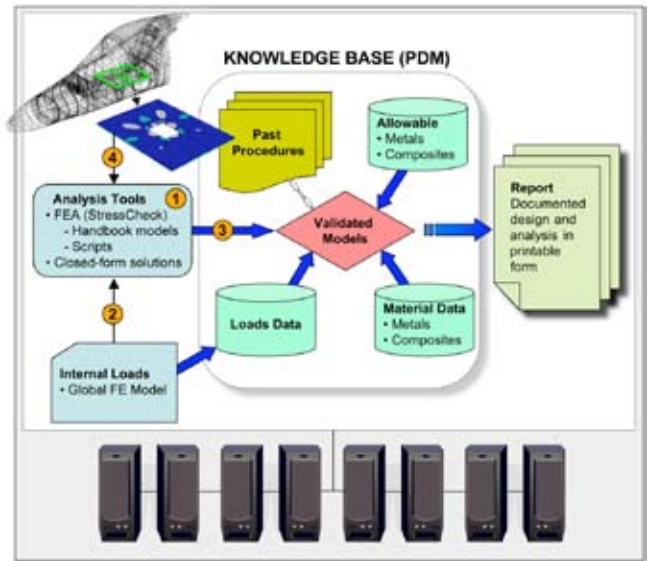 KNOWLEDGE BASE (PDM)
4
Past
Procedures
Allowable
• Metals
• Composites
Analysis Tools
1
• FEA (StressCheck)
- Handbook models
- Scripts
• Closed-form solutions
3
Validated
Models
Report
Documented
design and
analysis in
printable
form
2
Loads Data
Material Data
• Metals
• Composites
Internal Loads
• Global FE Model